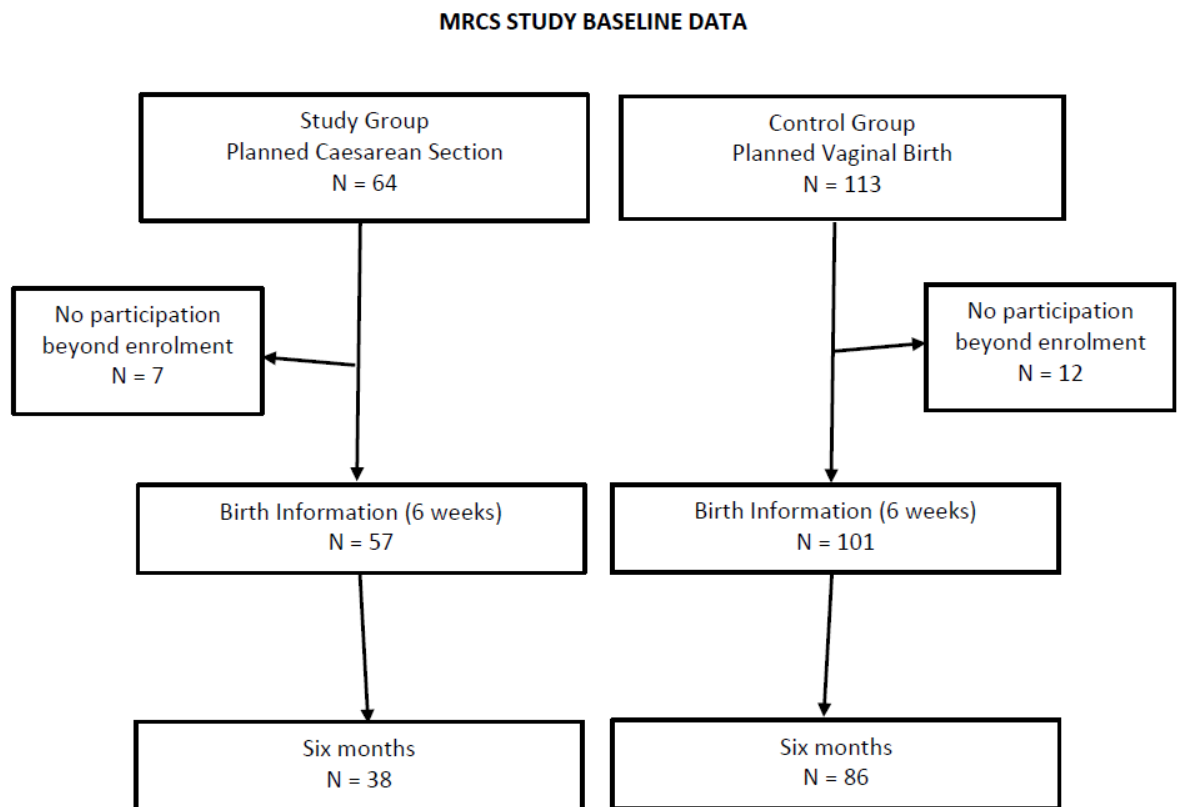 MRCS STUDY BASELINE DATA
Study Group
Planned Caesarean Section
N = 64
Control Group
Planned Vaginal Birth
N = 113
No participation
beyond enrolment
N = 7
No participation
beyond enrolment
N = 12
Birth Information (6 weeks)
N = 57
Birth Information (6 weeks)
N = 101
Six months
N = 38
Six months
N = 86